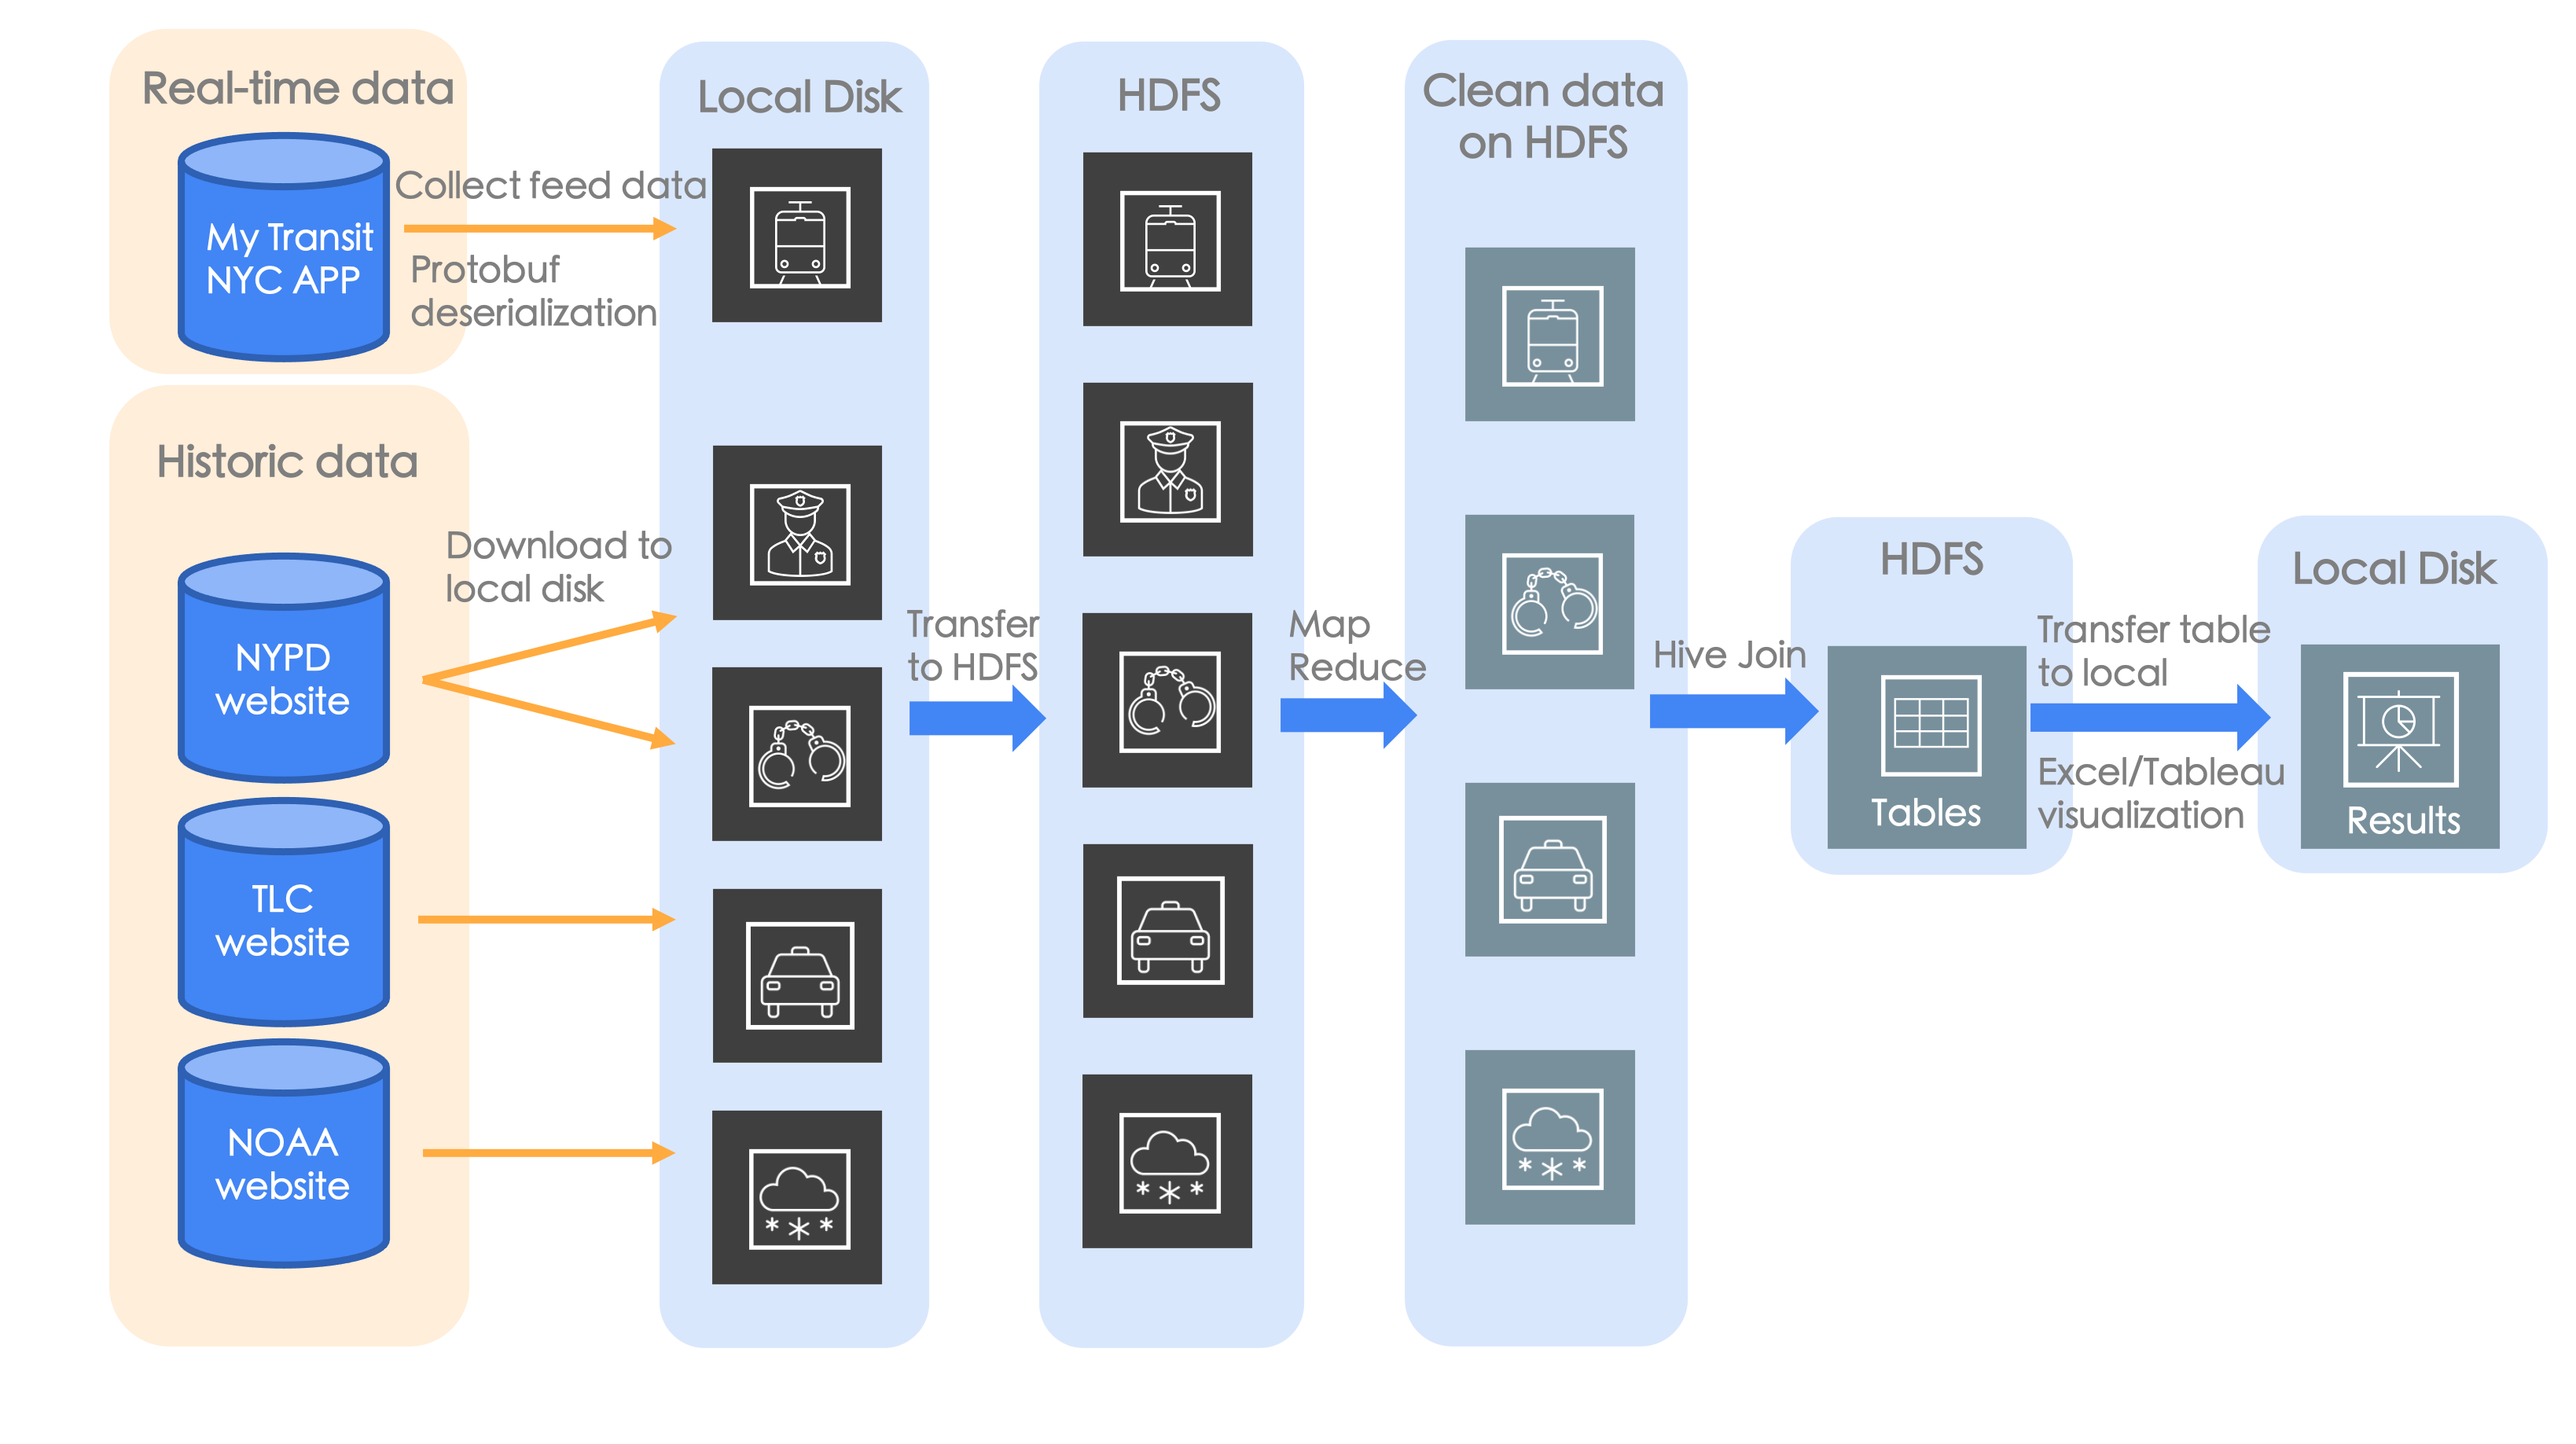 Real-time data
My Transit
NYC APP
Collect feed data
Protobuf
deserialization
Historic data
NYPD
website
TLC
website
NOAA
website
Download to
local disk
Local Disk
Transfer
to HDFS
HDFS
Map
Reduce
Clean data
on HDFS
Hive Join
HDFS
Tables
Transfer table
to local
Excel/Tableau
visualization
Local Disk
Results